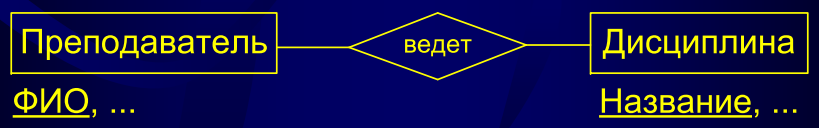 Преподаватель ведет Дисциплина
ФИО, ... Название, ...